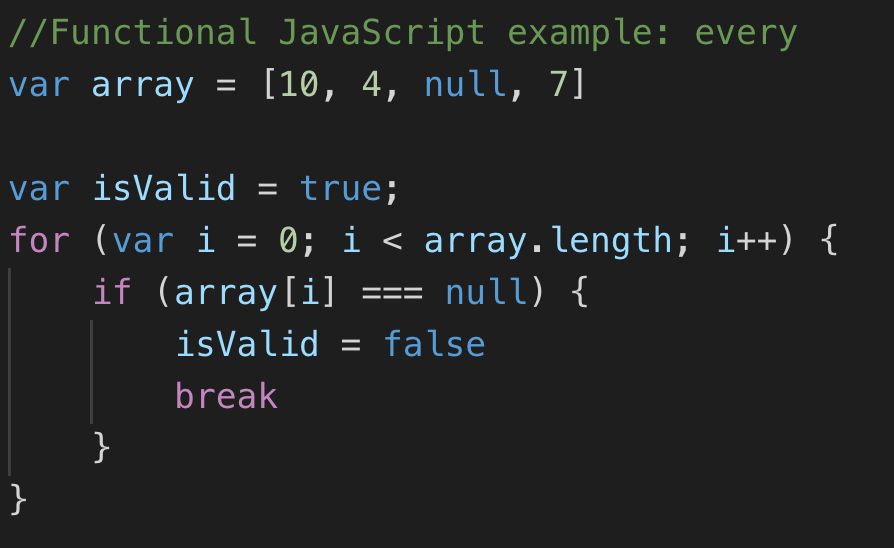 //Functional JavaScript example: every
var array = [10, 4, null, 7]

var isValid = true;
for (var i = 0; i < array.length; i++) {
    if (array[i] === null) {
        isValid = false
        break
    }
}